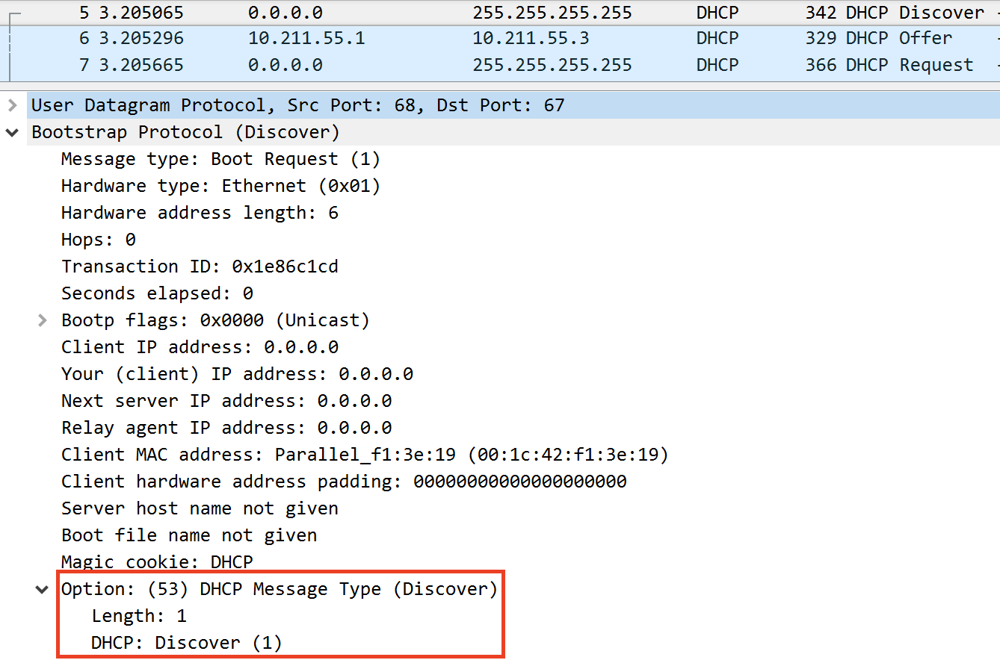 5 3.205065 0.0.0.0 255.255.255.255 DHCP 342 DHCP Discover
6 3.205296 10.211.55.1 10.211.55.3 DHCP 329 DHCP Offer
7 3.205665 0.0.0.0 255.255.255.255 DHCP 366 DHCP Request
User Datagram Protocol, Src Port: 68, Dst Port: 67
Bootstrap Protocol (Discover)
Message type: Boot Request (1)
Hardware type: Ethernet (0x01)
Hardware address length: 6
Hops: 0
Transaction ID: 0x1e86c1cd
Seconds elapsed: 0
Bootp flags: 0x0000 (Unicast)
Client IP address: 0.0.0.0
Your (client) IP address: 0.0.0.0
Next server IP address: 0.0.0.0
Relay agent IP address: 0.0.0.0
Client MAC address: Parallel_f1:3e:19 (00:1c:42:f1:3e:19)
Client hardware address padding: 00000000000000000000
Server host name not given
Boot file name not given
Magic cookie: DHCP
Option: (53) DHCP Message Type (Discover)
Length: 1
DHCP: Discover (1)